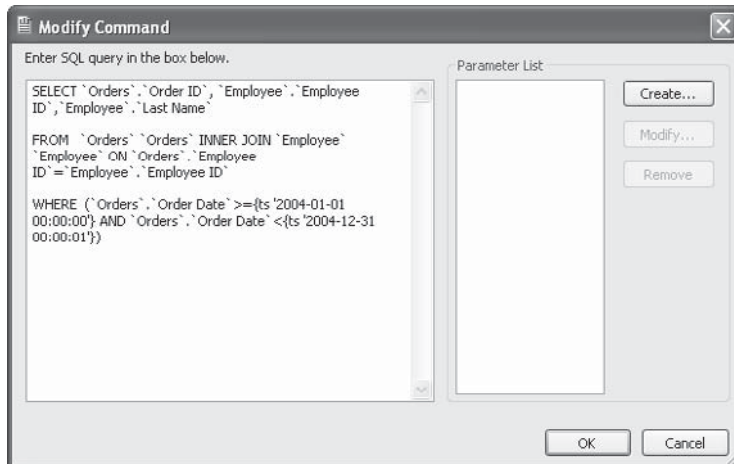 Modify Command
Enter SQL query in the box below.
SELECT `Orders`.`Order ID`, `Employee`.`Employee
ID`,`Employee`.`Last Name`
FROM `Orders` `Orders` INNER JOIN `Employee`
`Employee` ON `Orders`.`Employee
ID`=`Employee`.`Employee ID`
WHERE (`Orders`.`Order Date` >={ts '2004-01-01
00:00:00'} AND `Orders`.`Order Date` <{ts '2004-12-31
00:00:01'})
Parameter List
Create...
Modify...
Remove
OK
Cancel